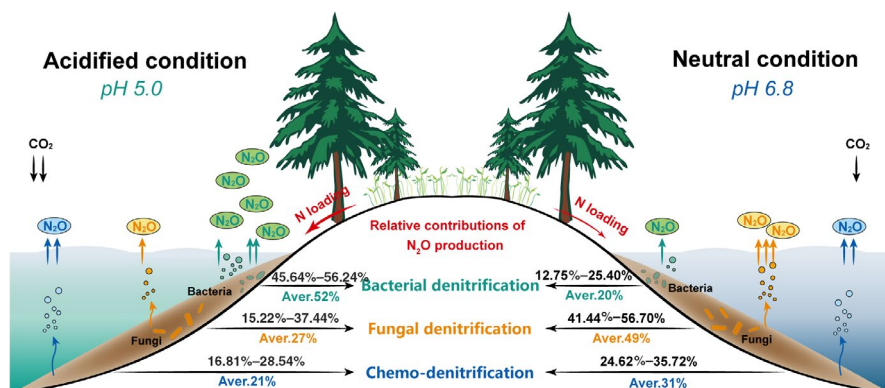 Acidified condition
pH 5.0
Neutral condition
pH 6.8
CO₂
CO₂
N₂O
N₂O
N₂O
N₂O
N₂O
N₂O
N₂O
N₂O
N loading
N loading
Relative contributions of
N₂O production
N₂O
N₂O
N₂O
N₂O
Bacteria
45.64%–56.24%
Aver.52%
Bacterial denitrification
12.75%–25.40%
Aver.20%
Bacteria
Fungi
15.22%–37.44%
Aver.27%
Fungal denitrification
41.44%–56.70%
Aver.49%
Fungi
16.81%–28.54%
Aver.21%
Chemo-denitrification
24.62%–35.72%
Aver.31%